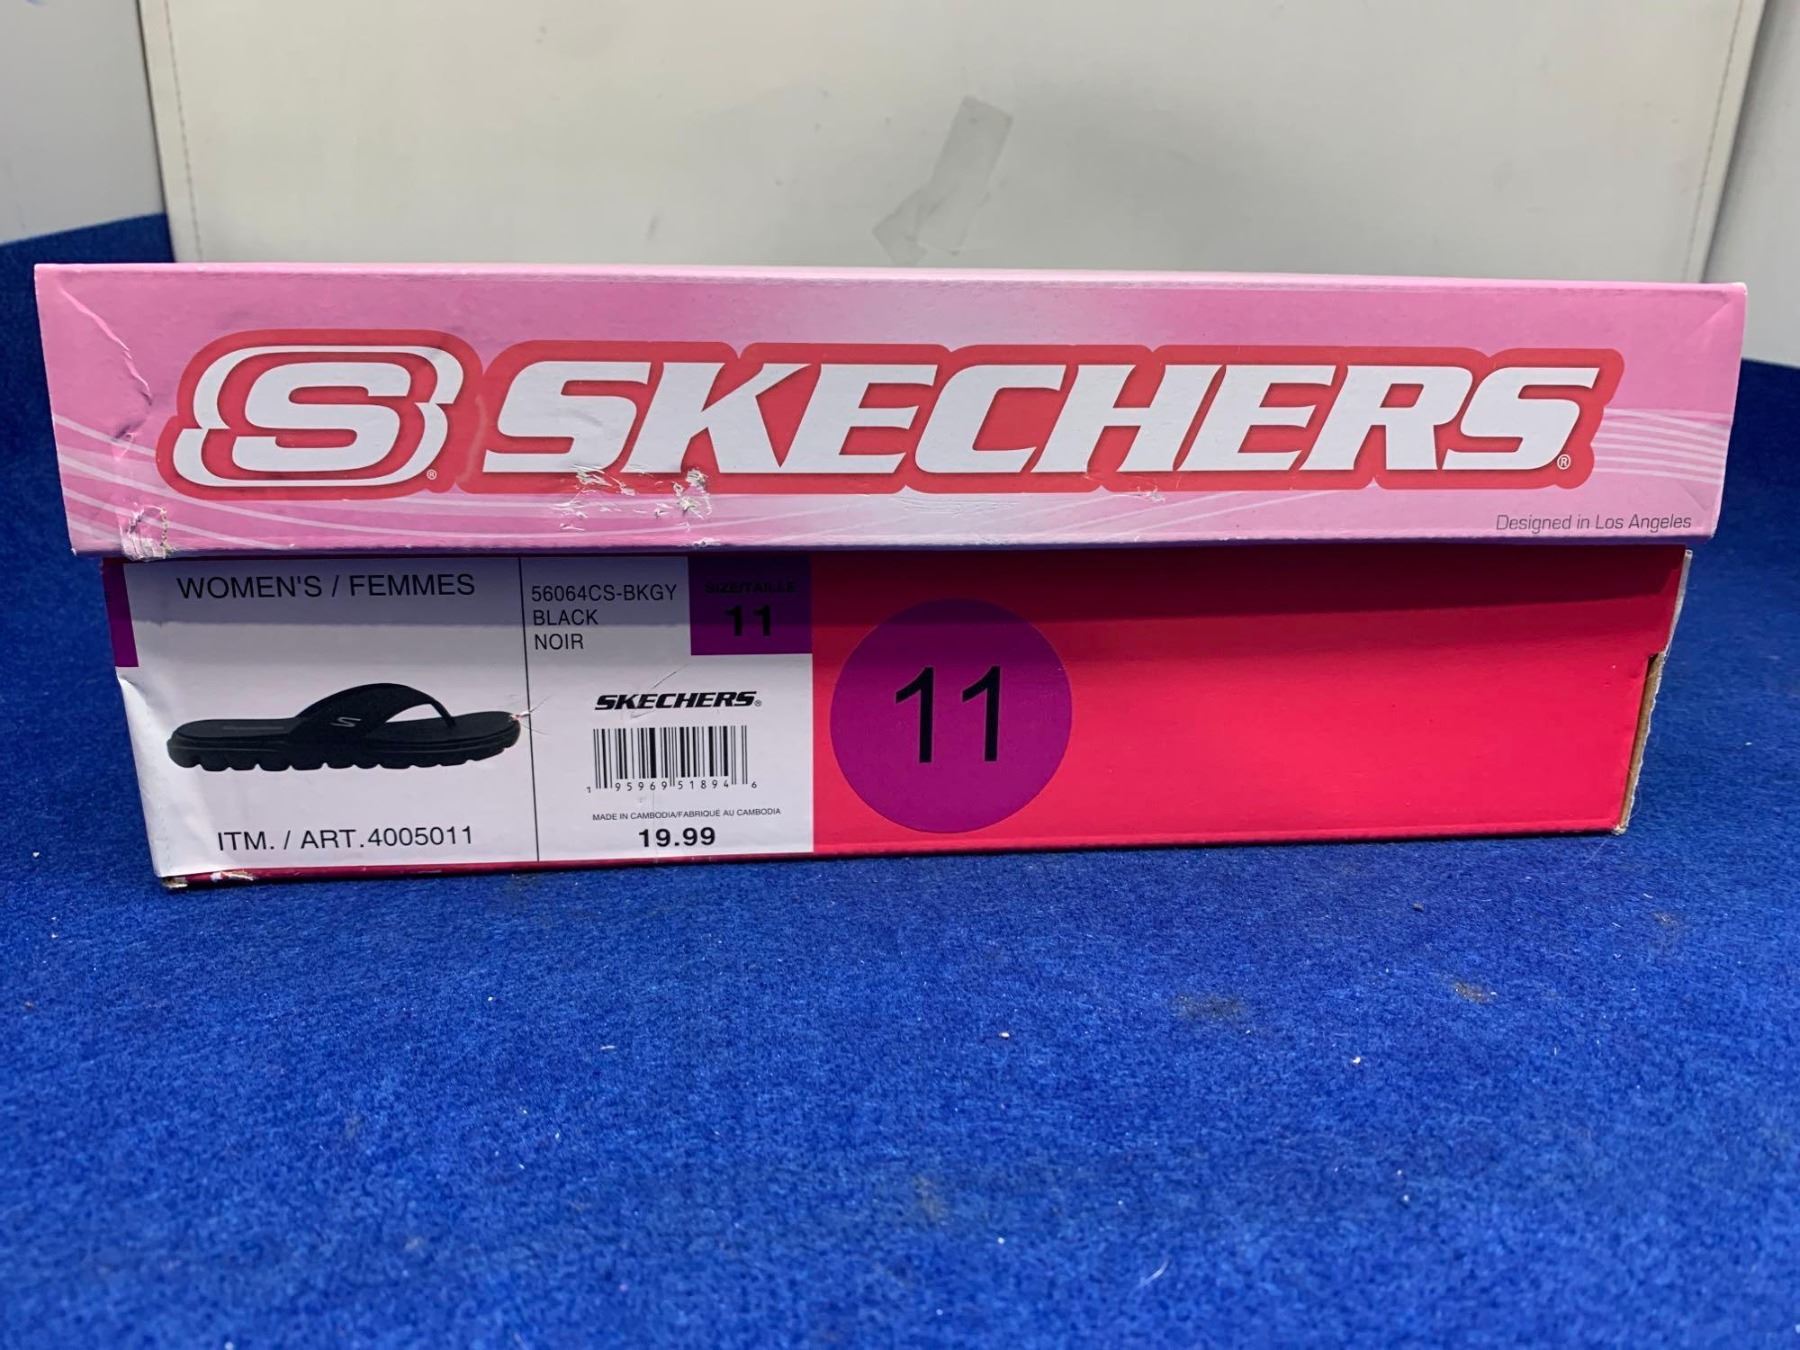 S® SKECHERS®
Designed in Los Angeles
WOMEN'S / FEMMES
56064CS-BKGY
BLACK
NOIR
SIZE/TAILLE
11
S
SKECHERS®
1 95969 51894 6
MADE IN CAMBODIA/FABRIQUE AU CAMBODIA
19.99
ITM. / ART. 4005011
11